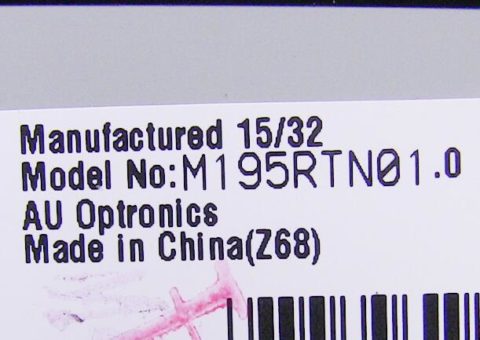 Manufactured 15/32
Model No:M195RTN01.0
AU Optronics
Made in China(Z68)